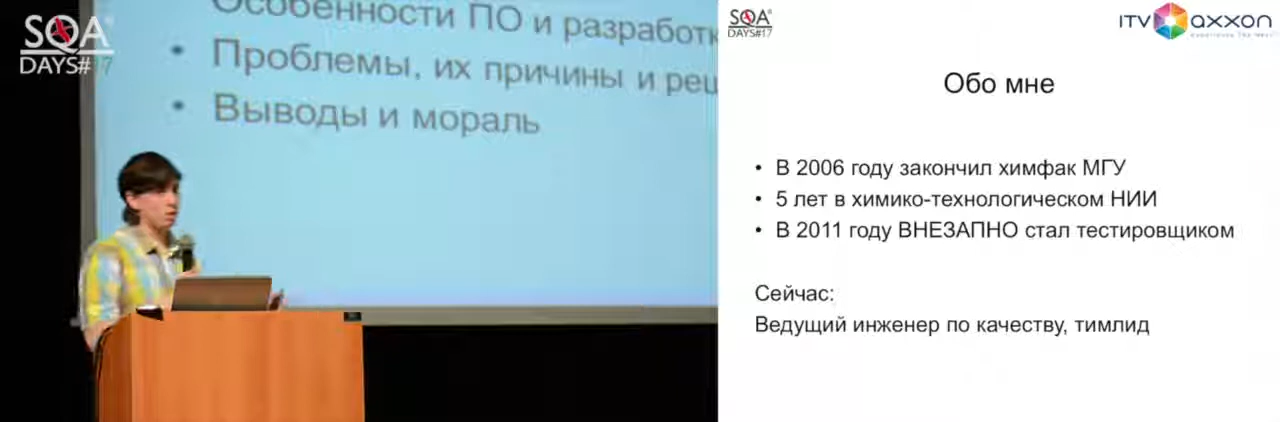 SQA
DAYS#17
Особенности ПО и разработк
• Проблемы, их причины и реш
• Выводы и мораль
SQA
DAYS#17
ITV axxon
Обо мне
• В 2006 году закончил химфак МГУ
• 5 лет в химико-технологическом НИИ
• В 2011 году ВНЕЗАПНО стал тестировщиком
Сейчас:
Ведущий инженер по качеству, тимлид